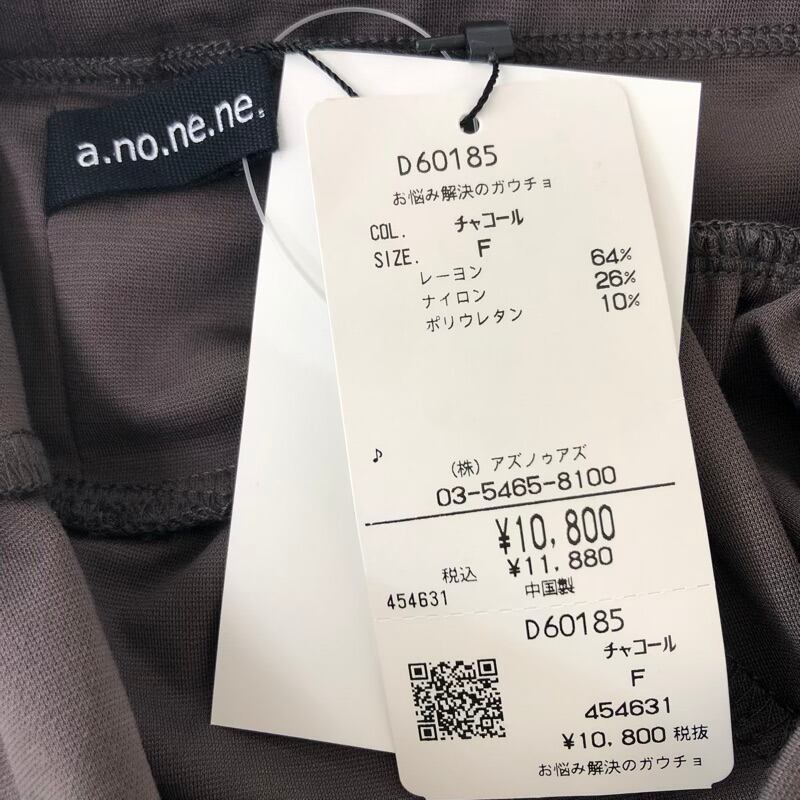 a.no.ne.ne.
D60185
お悩み解決のガウチョ
COL. チャコール
SIZE. F
レーヨン 64%
ナイロン 26%
ポリウレタン 10%
♪
(株) アズノゥアズ
03-5465-8100
¥10,800
税込 ¥11,880
454631 中国製
D60185
チャコール
F
454631
¥10,800 税抜
お悩み解決のガウチョ